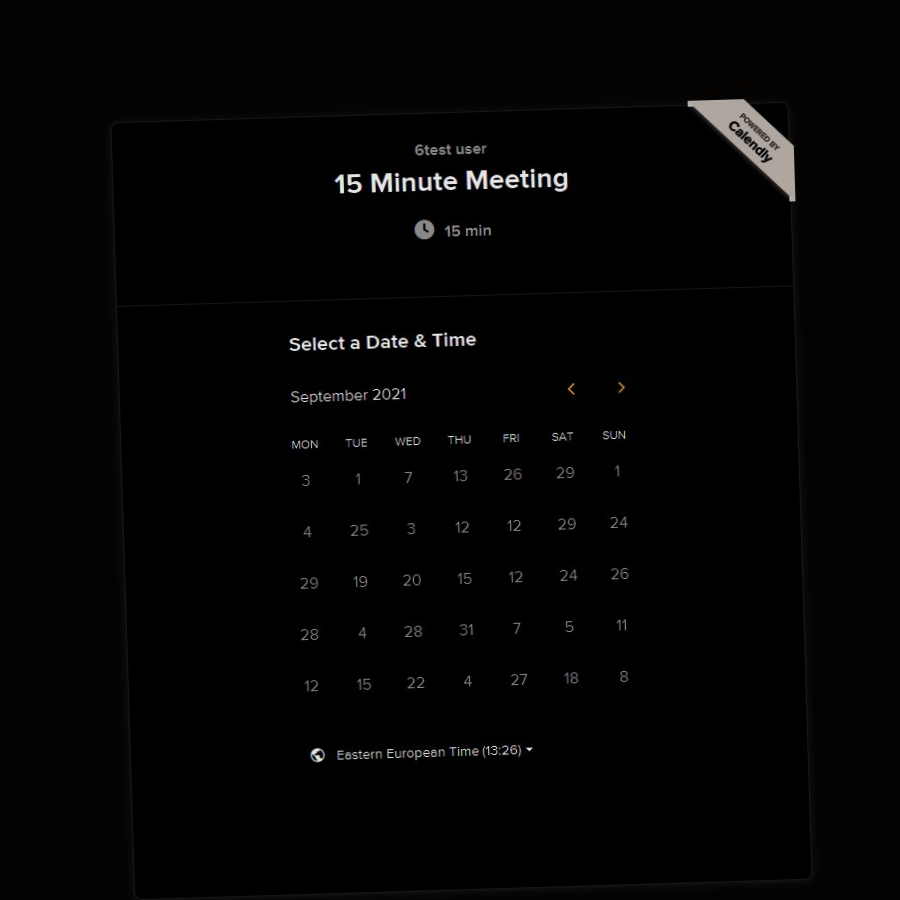 POWERED BY
Calendly
6test user
15 Minute Meeting
15 min
Select a Date & Time
September 2021
MON TUE WED THU FRI SAT SUN
3 1 7 13 26 29 1
4 25 3 12 12 29 24
29 19 20 15 12 24 26
28 4 28 31 7 5 11
12 15 22 4 27 18 8
Eastern European Time (13:26)